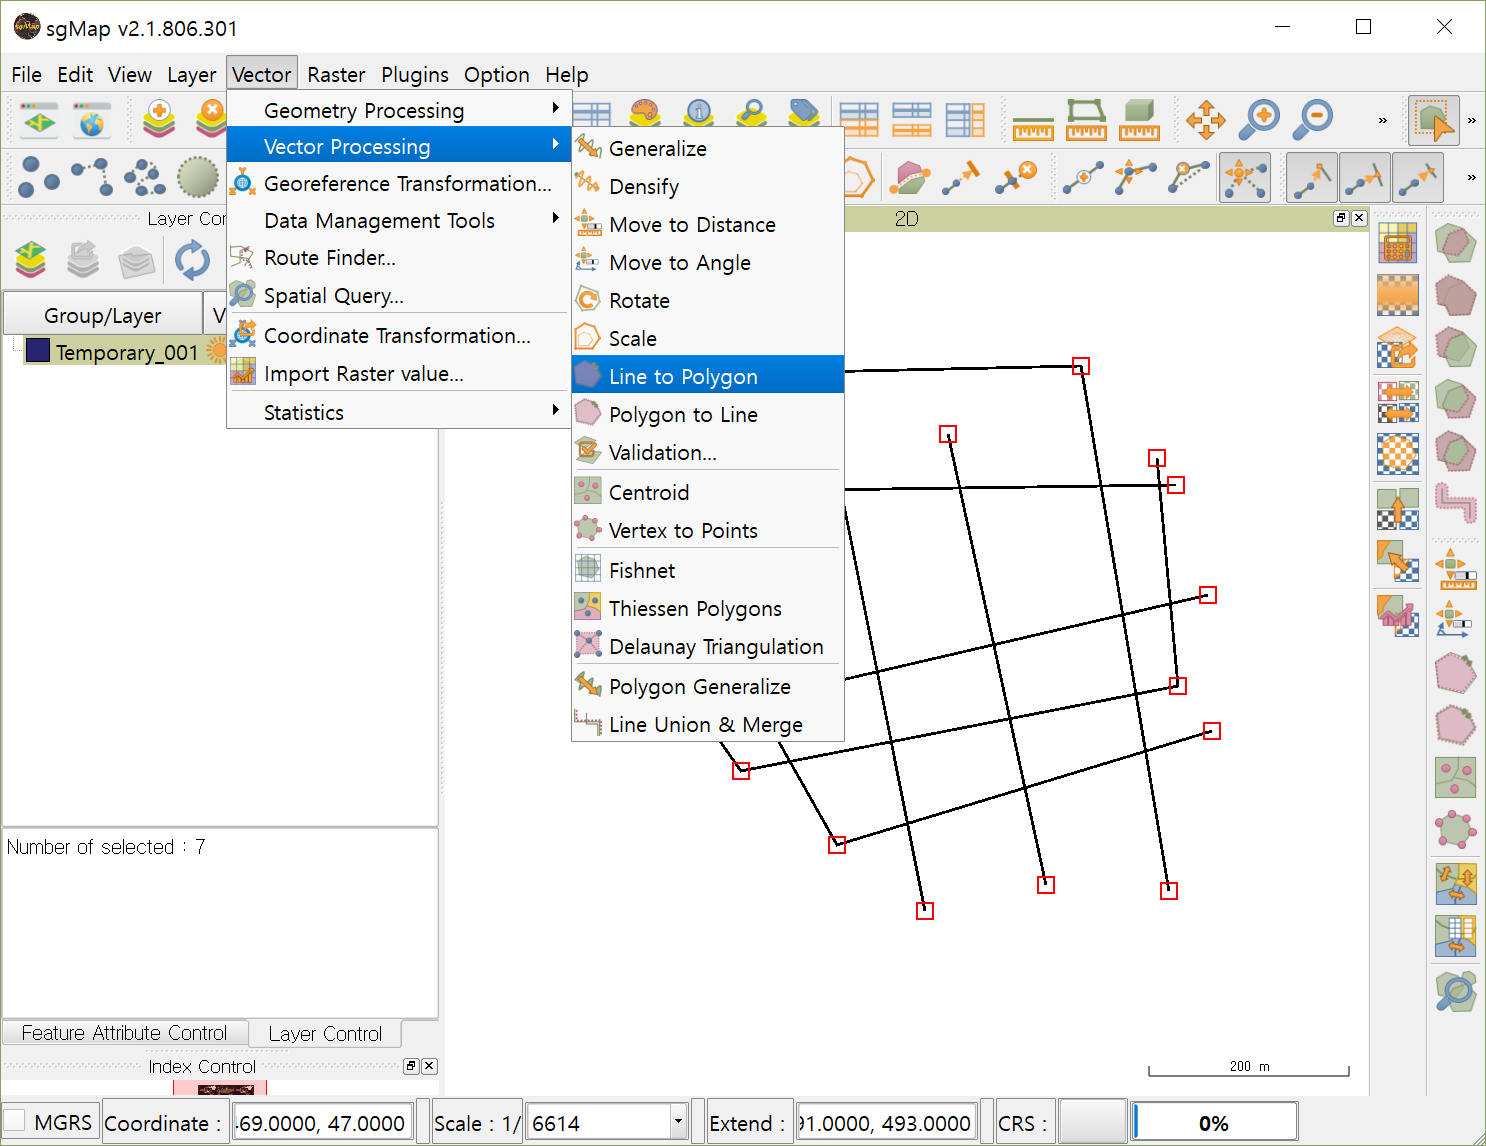 sgMap v2.1.806.301
File Edit View Layer Vector Raster Plugins Option Help
Geometry Processing
Vector Processing
Georeference Transformation...
Data Management Tools
Route Finder...
Spatial Query...
Coordinate Transformation...
Import Raster value...
Statistics
Generalize
Densify
Move to Distance
Move to Angle
Rotate
Scale
Line to Polygon
Polygon to Line
Validation...
Centroid
Vertex to Points
Fishnet
Thiessen Polygons
Delaunay Triangulation
Polygon Generalize
Line Union & Merge
Layer Co
2D
Group/Layer V
Temporary_001
Number of selected : 7
Feature Attribute Control Layer Control
Index Control
200 m
MGRS Coordinate : 69.0000, 47.0000 Scale : 1/ 6614 Extend : 91.0000, 493.0000 CRS : 0%